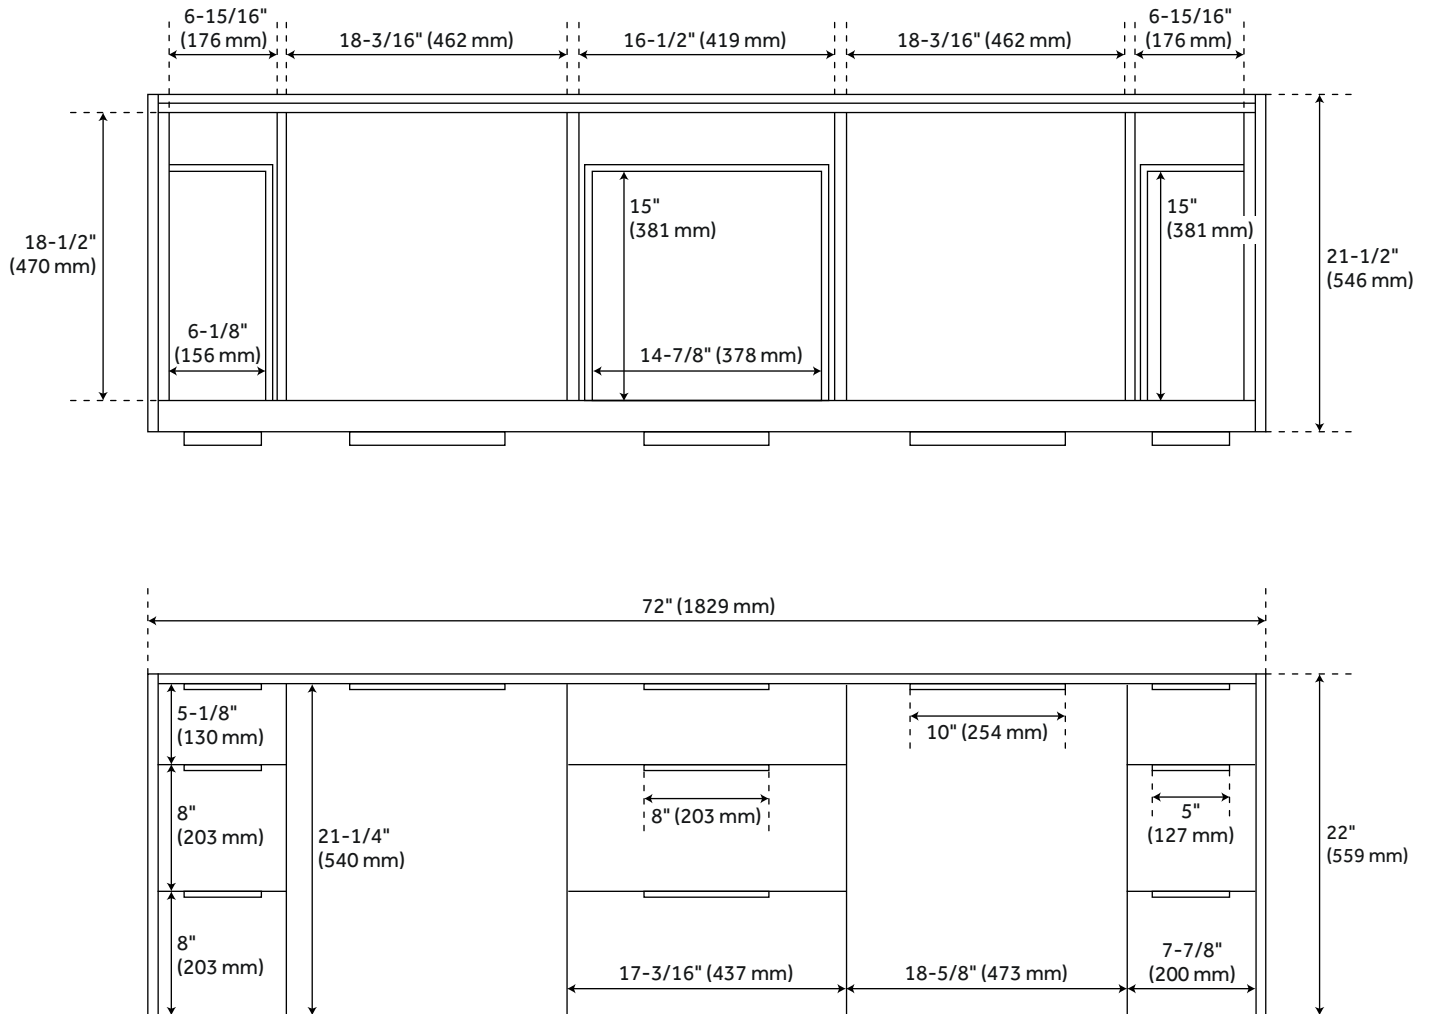 6-15/16"
(176 mm)
18-3/16" (462 mm)
16-1/2" (419 mm)
18-3/16" (462 mm)
6-15/16"
(176 mm)
15"
(381 mm)
15"
(381 mm)
18-1/2"
(470 mm)
21-1/2"
(546 mm)
6-1/8"
(156 mm)
14-7/8" (378 mm)
72" (1829 mm)
5-1/8"
(130 mm)
10" (254 mm)
8"
(203 mm)
8" (203 mm)
5"
(127 mm)
21-1/4"
(540 mm)
22"
(559 mm)
8"
(203 mm)
17-3/16" (437 mm)
18-5/8" (473 mm)
7-7/8"
(200 mm)